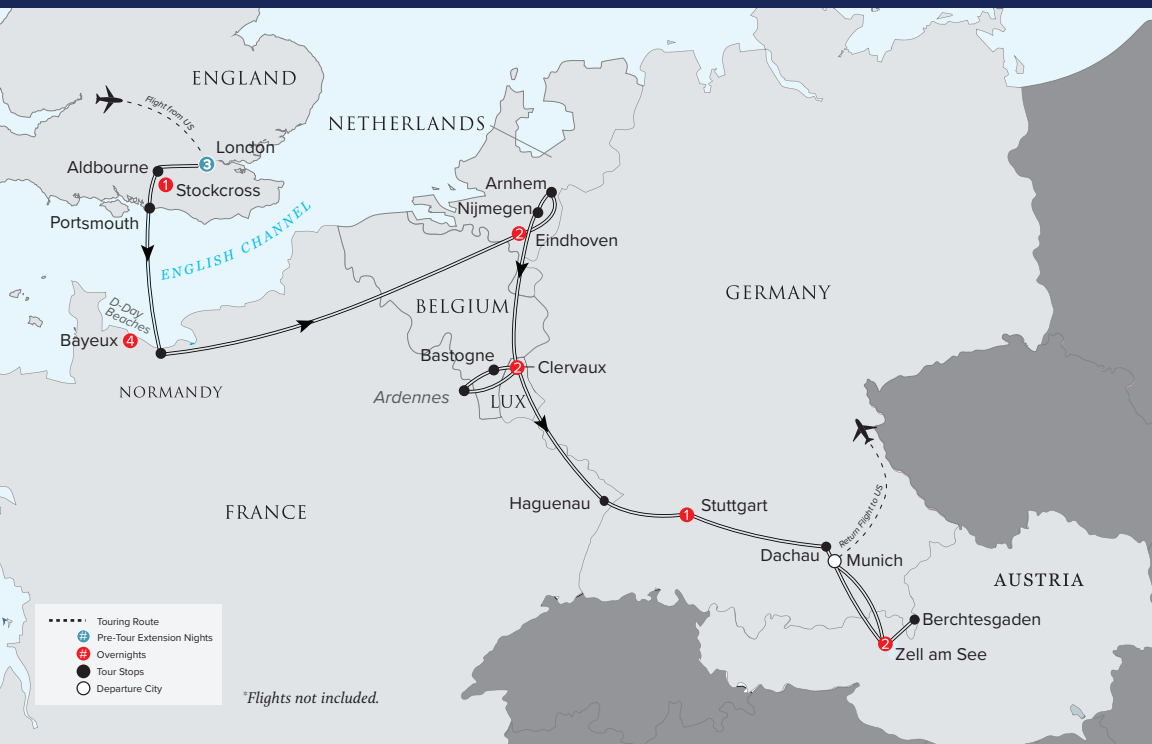 ENGLAND
Flight from US
NETHERLANDS
London
3
Aldbourne
1
Stockcross
Portsmouth
Arnhem
Nijmegen
2
Eindhoven
ENGLISH CHANNEL
GERMANY
BELGIUM
D-Day
Beaches
Bayeux
4
Bastogne
2
Clervaux
NORMANDY
Ardennes
LUX
Haguenau
Stuttgart
1
FRANCE
Return Flight to US
Dachau
Munich
AUSTRIA
Berchtesgaden
2
Zell am See
Touring Route
# Pre-Tour Extension Nights
# Overnights
Tour Stops
Departure City
*Flights not included.